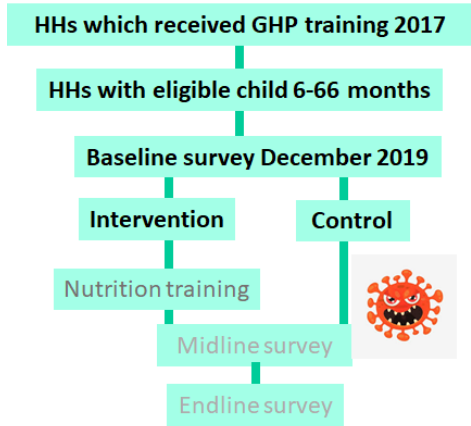 HHs which received GHP training 2017
HHs with eligible child 6-66 months
Baseline survey December 2019
Intervention
Control
Nutrition training
Midline survey
Endline survey